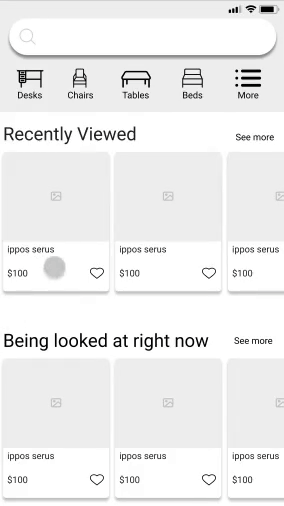 Desks Chairs Tables Beds More
Recently Viewed See more
ippos serus ippos serus ippos serus
$100 $100 $100
Being looked at right now See more
ippos serus ippos serus ippos serus
$100 $100 $100